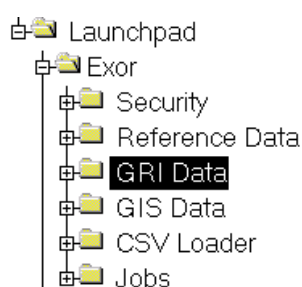 Launchpad
Exor
Security
Reference Data
GRI Data
GIS Data
CSV Loader
Jobs